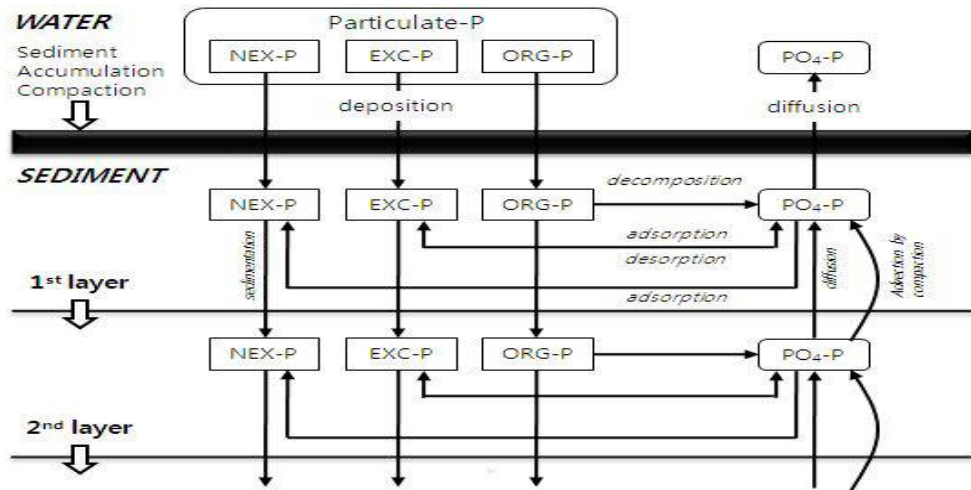 WATER
Particulate-P
Sediment
Accumulation
Compaction
NEX-P EXC-P ORG-P PO₄-P
deposition diffusion
SEDIMENT
decomposition
NEX-P EXC-P ORG-P PO₄-P
adsorption
desorption
sedimentation
diffusion
Advection by
compaction
1st layer
adsorption
NEX-P EXC-P ORG-P PO₄-P
2nd layer